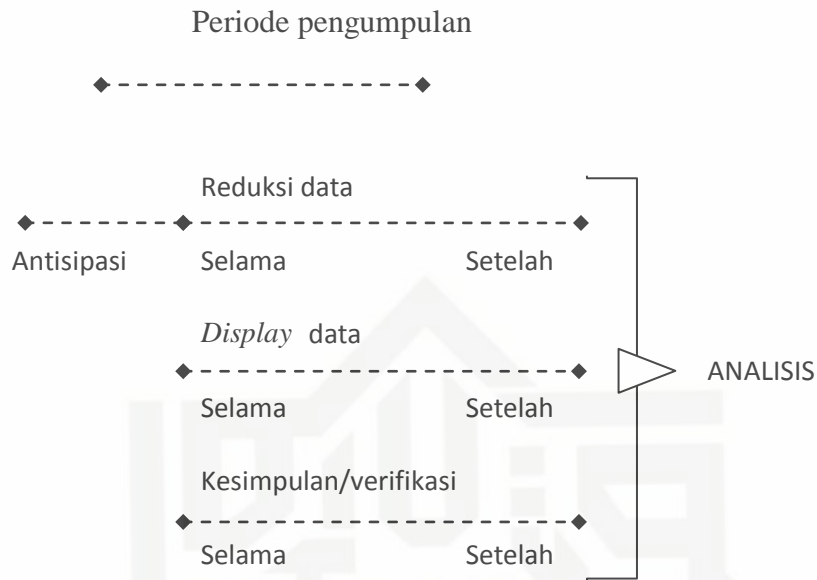 Periode pengumpulan
Reduksi data
Antisipasi Selama Setelah
Display data
ANALISIS
Selama Setelah
Kesimpulan/verifikasi
Selama Setelah